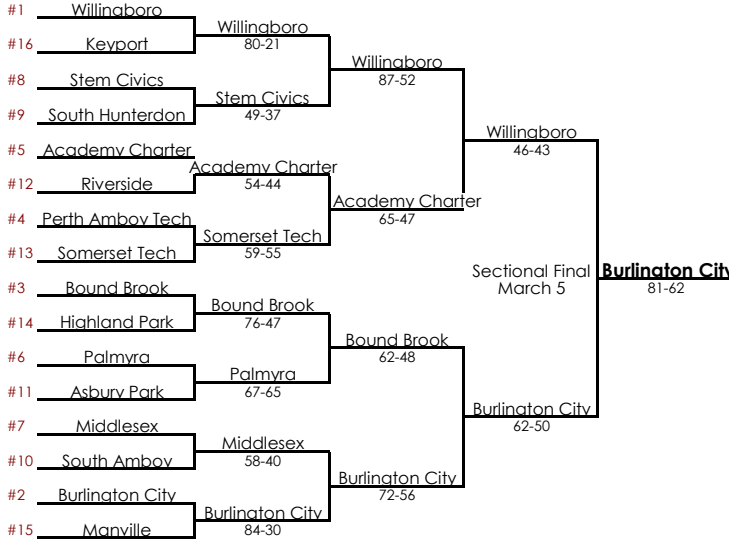 #1 Willingboro
#16 Keyport
Willingboro
80-21
#8 Stem Civics
#9 South Hunterdon
Stem Civics
49-37
Willingboro
87-52
#5 Academy Charter
#12 Riverside
Academy Charter
54-44
#4 Perth Amboy Tech
#13 Somerset Tech
Somerset Tech
59-55
Academy Charter
65-47
Willingboro
46-43
#3 Bound Brook
#14 Highland Park
Bound Brook
76-47
#6 Palmyra
#11 Asbury Park
Palmyra
67-65
Bound Brook
62-48
#7 Middlesex
#10 South Amboy
Middlesex
58-40
#2 Burlington City
#15 Manville
Burlington City
84-30
Burlington City
72-56
Burlington City
62-50
Sectional Final
March 5
Burlington City
81-62